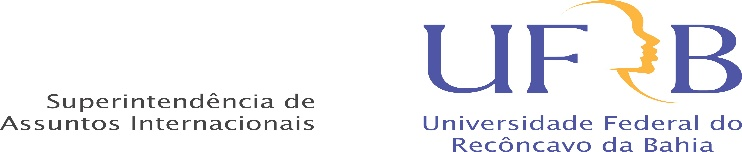 Superintendência de
Assuntos Internacionais
UFRB
Universidade Federal do
Recôncavo da Bahia